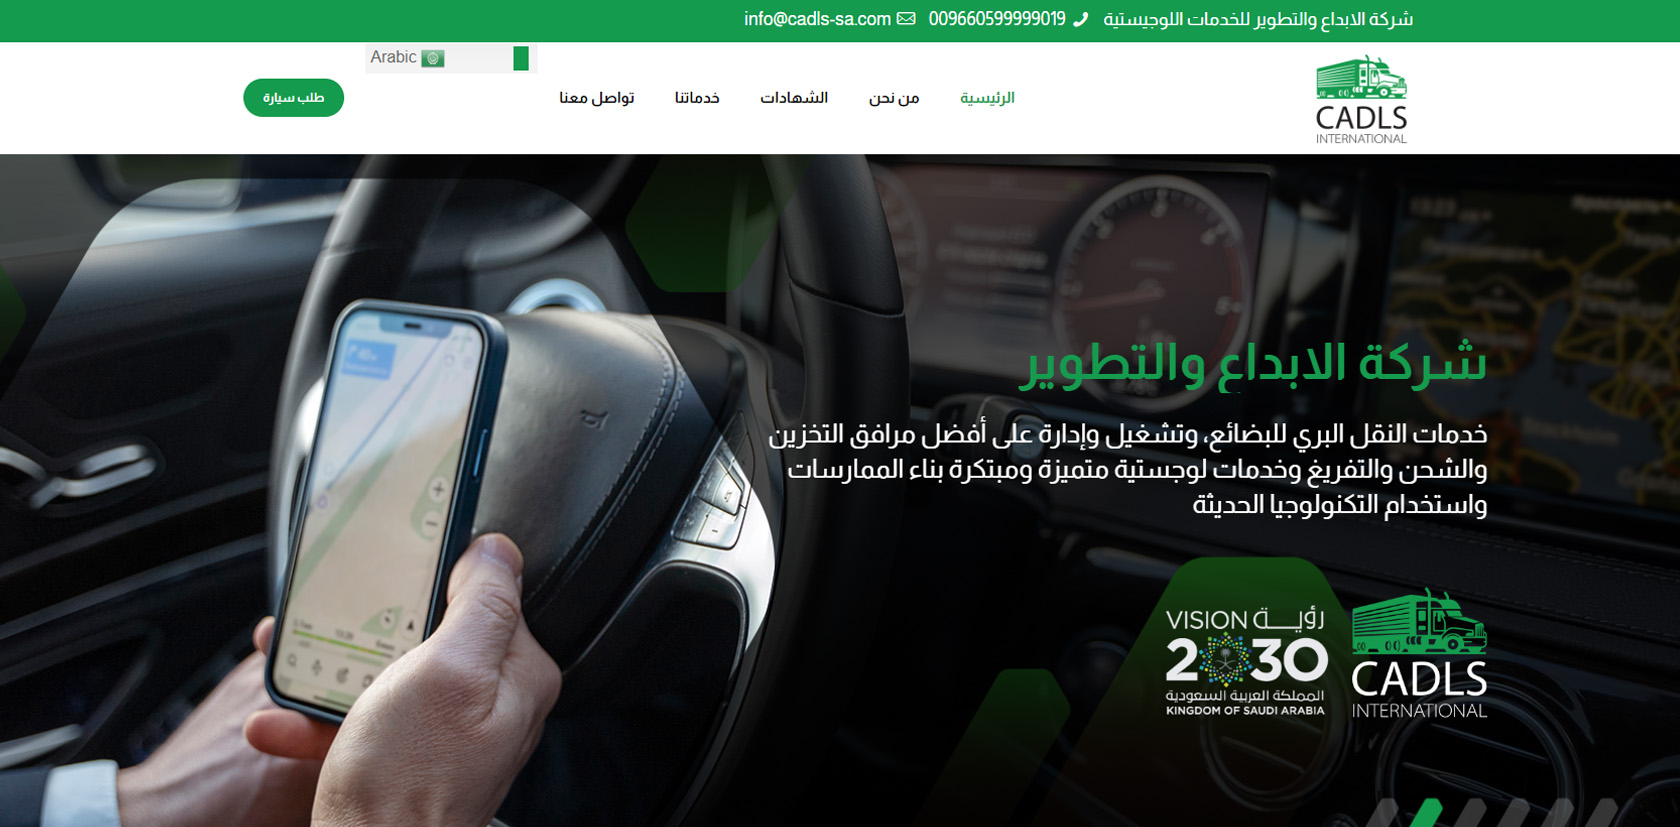 شركة الابداع والتطوير للخدمات اللوجيستية
009660599999019
info@cadls-sa.com
CADLS
INTERNATIONAL
الرئيسية
من نحن
الشهادات
خدماتنا
تواصل معنا
Arabic
طلب سيارة
شركة الابداع والتطوير
خدمات النقل البري للبضائع، وتشغيل وإدارة على أفضل مرافق التخزين
والشحن والتفريغ وخدمات لوجستية متميزة ومبتكرة بناء الممارسات
واستخدام التكنولوجيا الحديثة
CADLS
INTERNATIONAL
VISION رؤيــــة
2030
المملكة العربية السعودية
KINGDOM OF SAUDI ARABIA